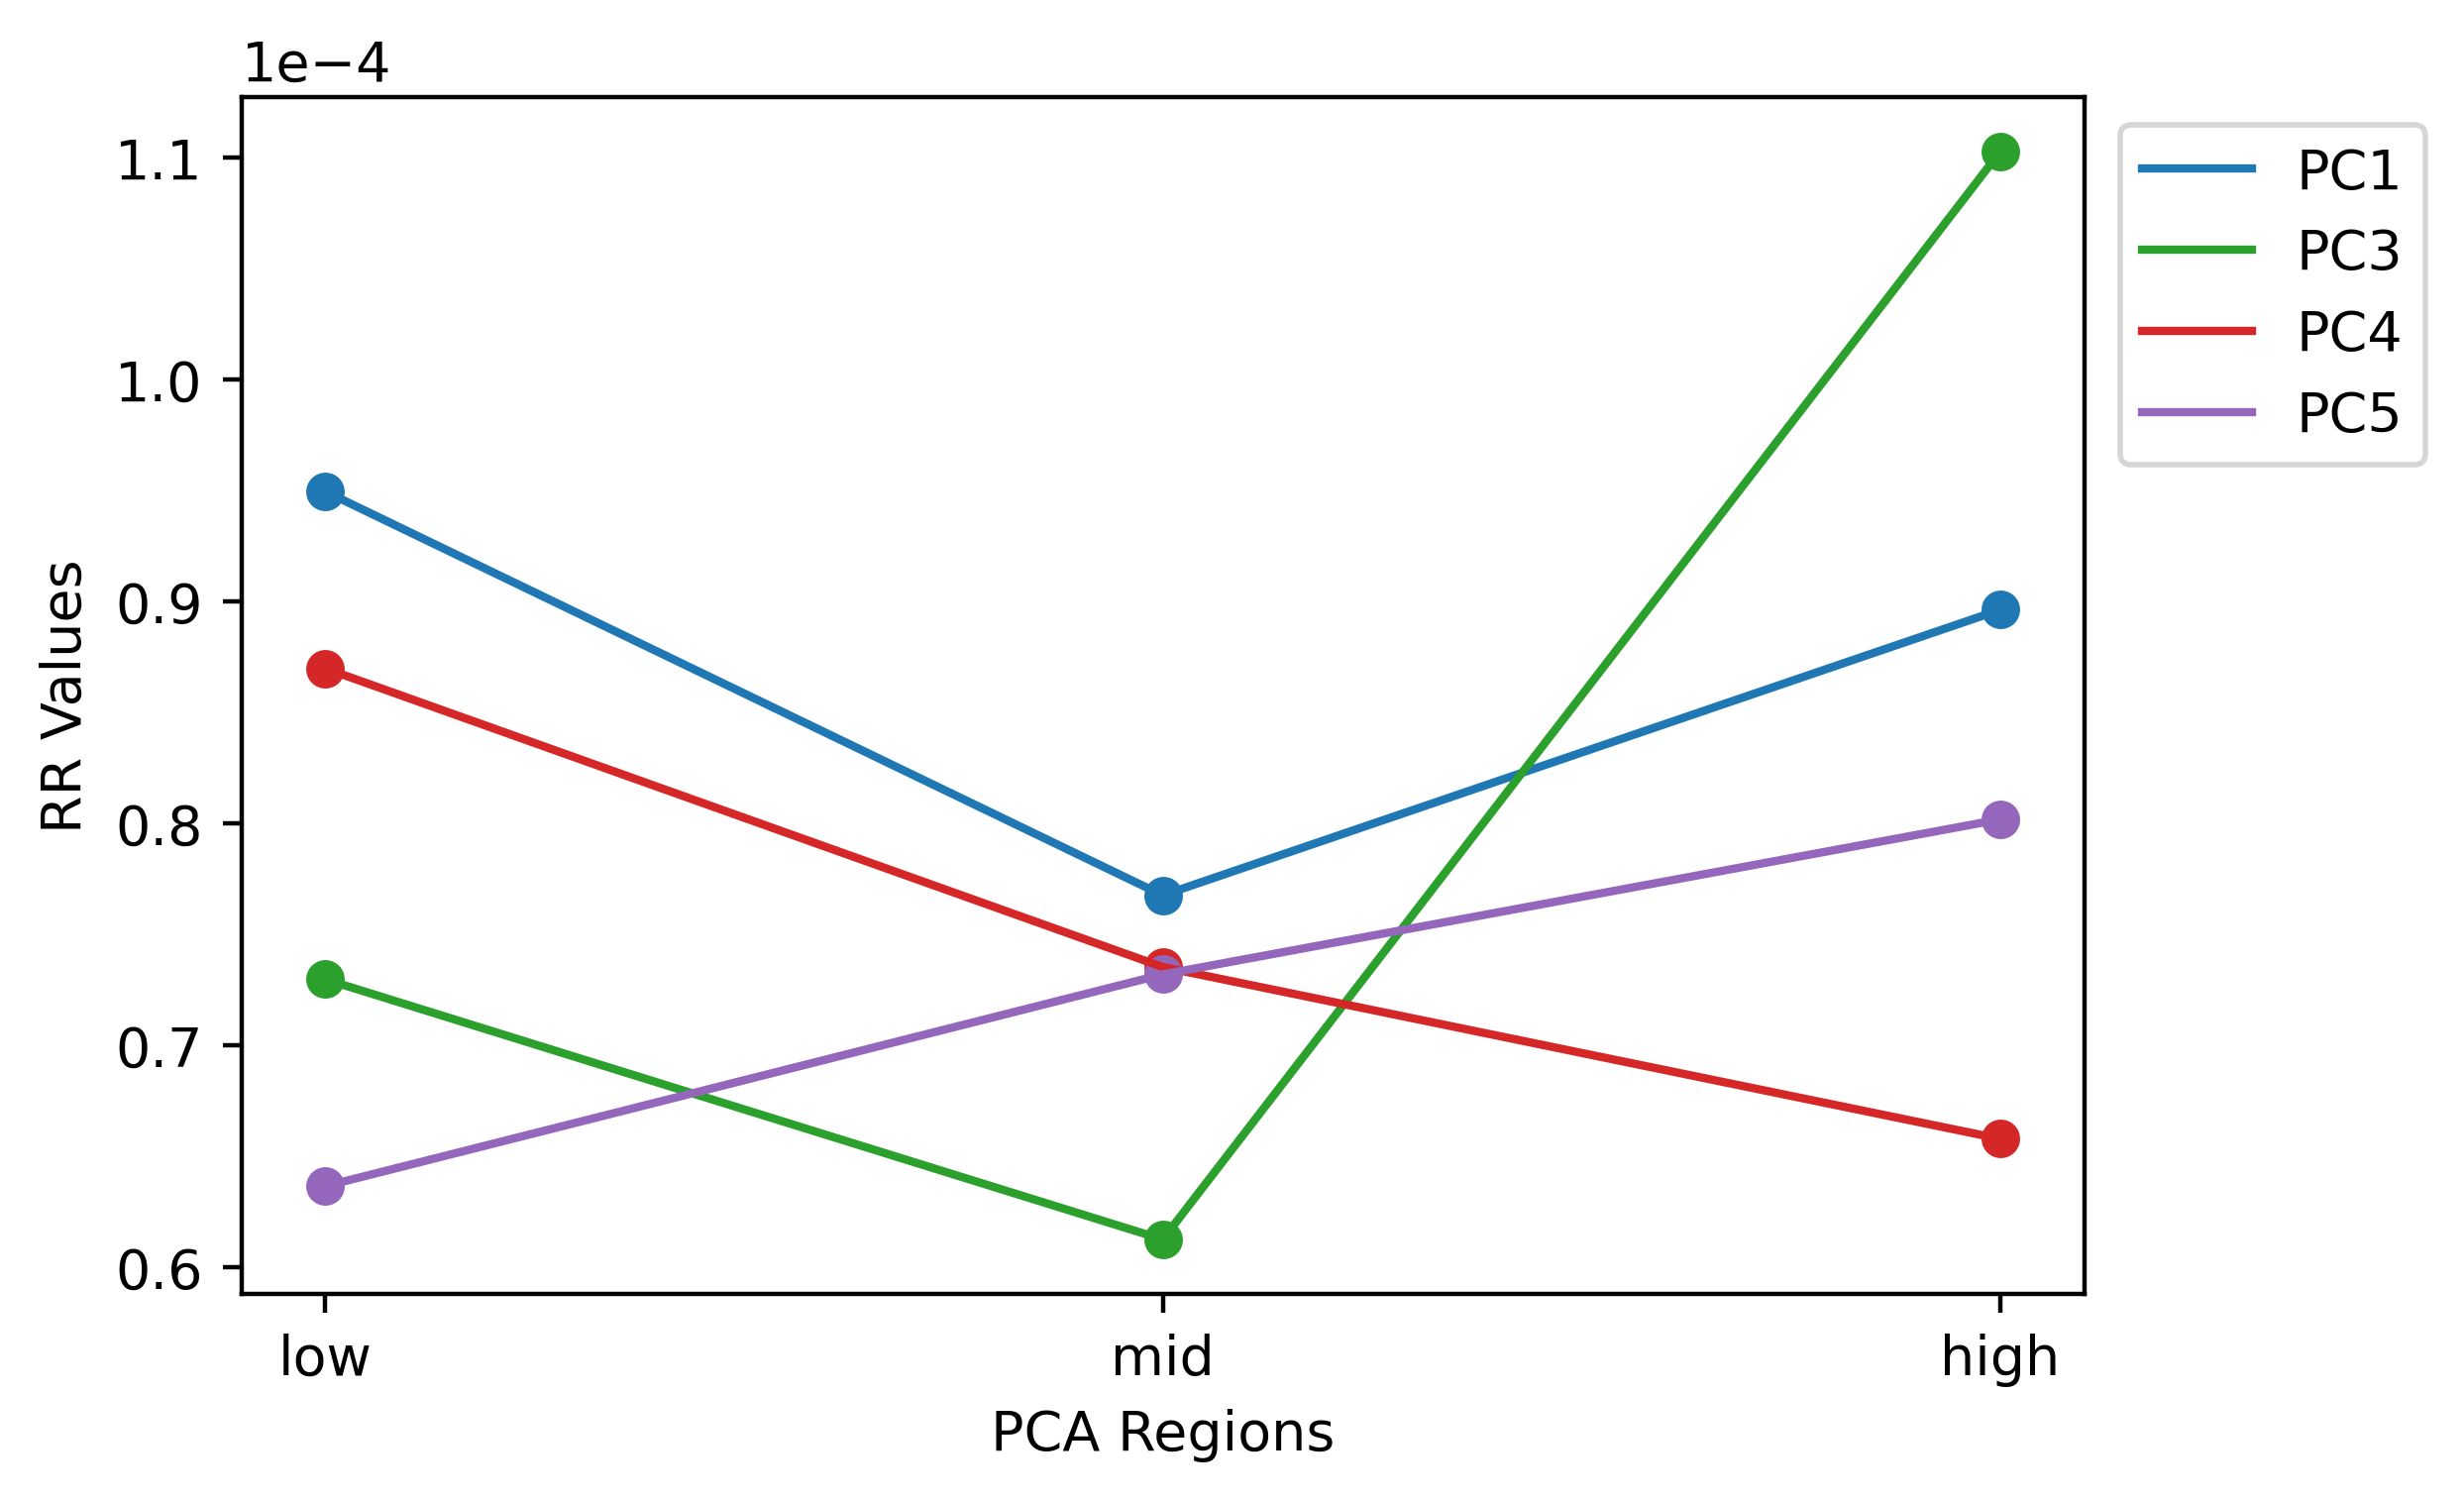 1e−4
1.1
1.0
0.9
0.8
0.7
0.6
RR Values
low mid high
PCA Regions
PC1
PC3
PC4
PC5